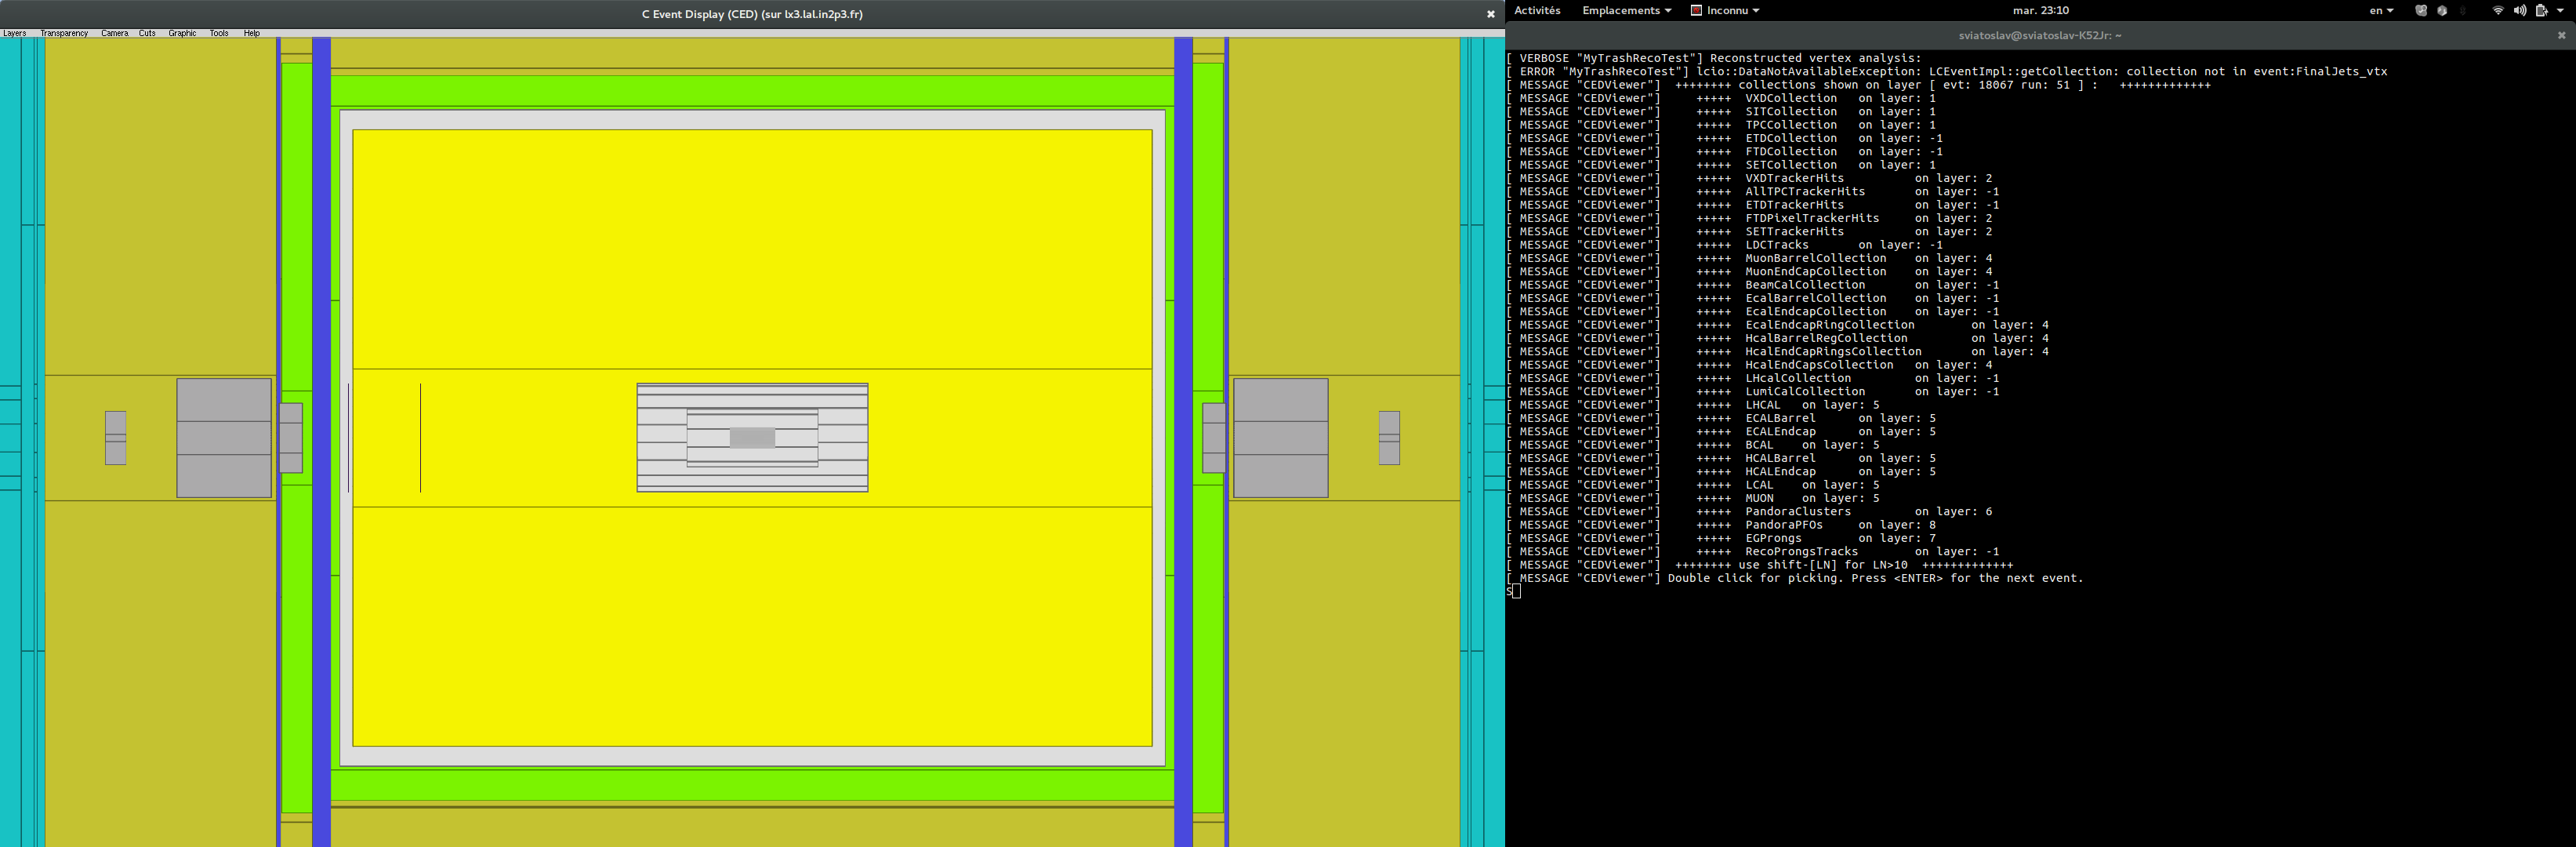 C Event Display (CED) (sur lx3.lal.in2p3.fr)
Layers Transparency Camera Cuts Graphic Tools Help
Activités Emplacements Inconnu mar. 23:10 en
sviatoslav@sviatoslav-K52Jr: ~
[ VERBOSE "MyTrashRecoTest"] Reconstructed vertex analysis:
[ ERROR "MyTrashRecoTest"] lcio::DataNotAvailableException: LCEventImpl::getCollection: collection not in event:FinalJets_vtx
[ MESSAGE "CEDViewer"] ++++++++ collections shown on layer [ evt: 18067 run: 51 ] : +++++++++++++
[ MESSAGE "CEDViewer"] +++++ VXDCollection on layer: 1
[ MESSAGE "CEDViewer"] +++++ SITCollection on layer: 1
[ MESSAGE "CEDViewer"] +++++ TPCCollection on layer: 1
[ MESSAGE "CEDViewer"] +++++ ETDCollection on layer: -1
[ MESSAGE "CEDViewer"] +++++ FTDCollection on layer: -1
[ MESSAGE "CEDViewer"] +++++ SETCollection on layer: 1
[ MESSAGE "CEDViewer"] +++++ VXDTrackerHits on layer: 2
[ MESSAGE "CEDViewer"] +++++ AllTPCTrackerHits on layer: -1
[ MESSAGE "CEDViewer"] +++++ ETDTrackerHits on layer: -1
[ MESSAGE "CEDViewer"] +++++ FTDPixelTrackerHits on layer: 2
[ MESSAGE "CEDViewer"] +++++ SETTrackerHits on layer: 2
[ MESSAGE "CEDViewer"] +++++ LDCTracks on layer: -1
[ MESSAGE "CEDViewer"] +++++ MuonBarrelCollection on layer: 4
[ MESSAGE "CEDViewer"] +++++ MuonEndCapCollection on layer: 4
[ MESSAGE "CEDViewer"] +++++ BeamCalCollection on layer: -1
[ MESSAGE "CEDViewer"] +++++ EcalBarrelCollection on layer: -1
[ MESSAGE "CEDViewer"] +++++ EcalEndcapCollection on layer: -1
[ MESSAGE "CEDViewer"] +++++ EcalEndcapRingCollection on layer: 4
[ MESSAGE "CEDViewer"] +++++ HcalBarrelRegCollection on layer: 4
[ MESSAGE "CEDViewer"] +++++ HcalEndCapRingsCollection on layer: 4
[ MESSAGE "CEDViewer"] +++++ HcalEndCapsCollection on layer: 4
[ MESSAGE "CEDViewer"] +++++ LHcalCollection on layer: -1
[ MESSAGE "CEDViewer"] +++++ LumiCalCollection on layer: -1
[ MESSAGE "CEDViewer"] +++++ LHCAL on layer: 5
[ MESSAGE "CEDViewer"] +++++ ECALBarrel on layer: 5
[ MESSAGE "CEDViewer"] +++++ ECALEndcap on layer: 5
[ MESSAGE "CEDViewer"] +++++ BCAL on layer: 5
[ MESSAGE "CEDViewer"] +++++ HCALBarrel on layer: 5
[ MESSAGE "CEDViewer"] +++++ HCALEndcap on layer: 5
[ MESSAGE "CEDViewer"] +++++ LCAL on layer: 5
[ MESSAGE "CEDViewer"] +++++ MUON on layer: 5
[ MESSAGE "CEDViewer"] +++++ PandoraClusters on layer: 6
[ MESSAGE "CEDViewer"] +++++ PandoraPFOs on layer: 8
[ MESSAGE "CEDViewer"] +++++ EGProngs on layer: 7
[ MESSAGE "CEDViewer"] +++++ RecoProngsTracks on layer: -1
[ MESSAGE "CEDViewer"] ++++++++ use shift-[LN] for LN>10 +++++++++++++
[ MESSAGE "CEDViewer"] Double click for picking. Press <ENTER> for the next event.
S